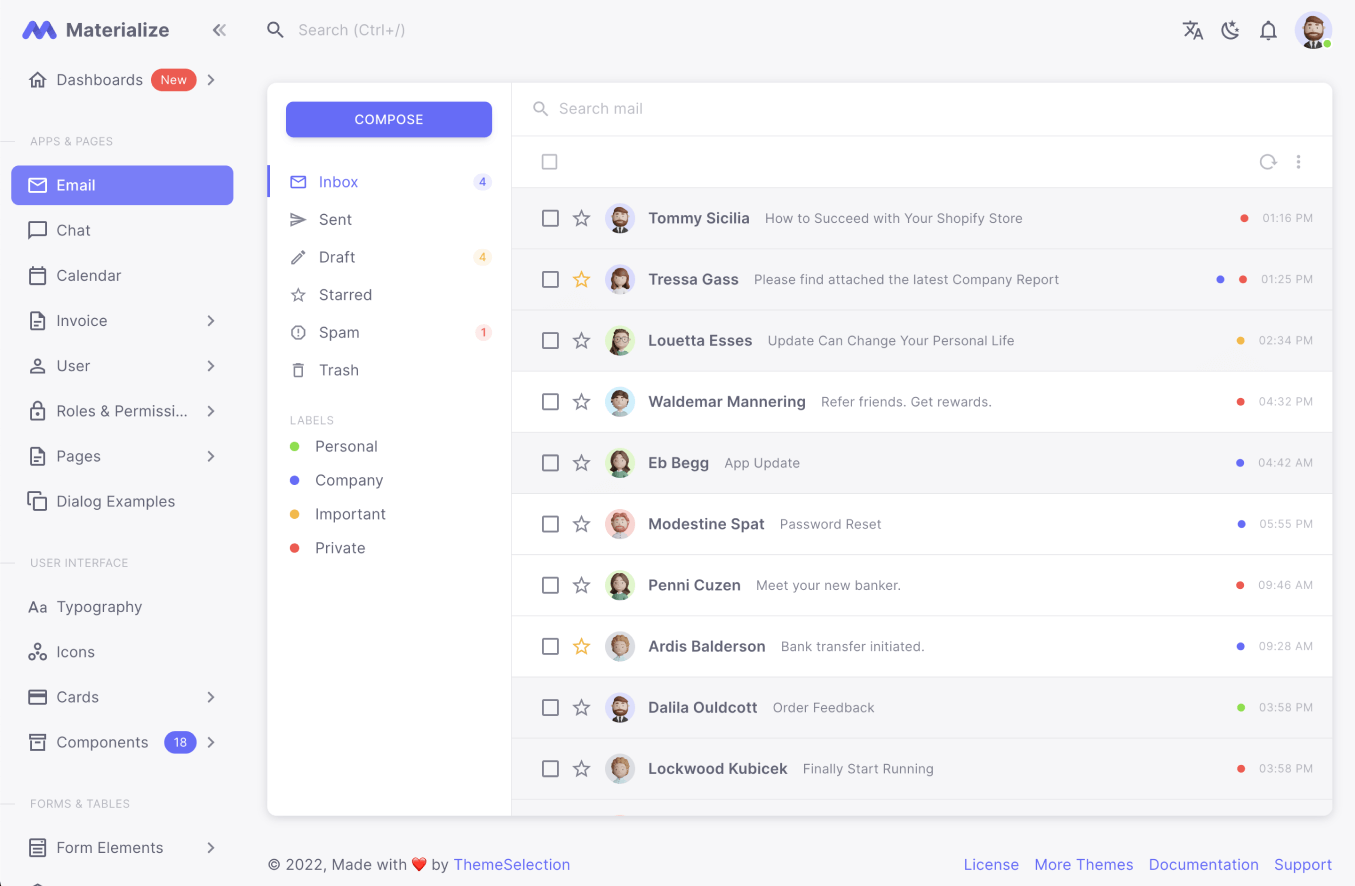 Materialize
Search (Ctrl+/)
Dashboards New
APPS & PAGES
Email
Chat
Calendar
Invoice
User
Roles & Permissi...
Pages
Dialog Examples
USER INTERFACE
Aa Typography
Icons
Cards
Components 18
FORMS & TABLES
Form Elements
COMPOSE
Inbox 4
Sent
Draft 4
Starred
Spam 1
Trash
LABELS
Personal
Company
Important
Private
Search mail
Tommy Sicilia How to Succeed with Your Shopify Store 01:16 PM
Tressa Gass Please find attached the latest Company Report 01:25 PM
Louetta Esses Update Can Change Your Personal Life 02:34 PM
Waldemar Mannering Refer friends. Get rewards. 04:32 PM
Eb Begg App Update 04:42 AM
Modestine Spat Password Reset 05:55 PM
Penni Cuzen Meet your new banker. 09:46 AM
Ardis Balderson Bank transfer initiated. 09:28 AM
Dalila Ouldcott Order Feedback 03:58 PM
Lockwood Kubicek Finally Start Running 03:58 PM
© 2022, Made with ❤️ by ThemeSelection
License More Themes Documentation Support